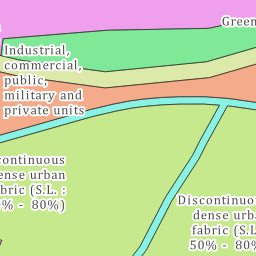 Green
Industrial,
commercial,
public,
military and
private units
continuous
dense urban
fabric (S.L. :
50% - 80%)
Discontinuou
dense urba
fabric (S.L
50% - 80%